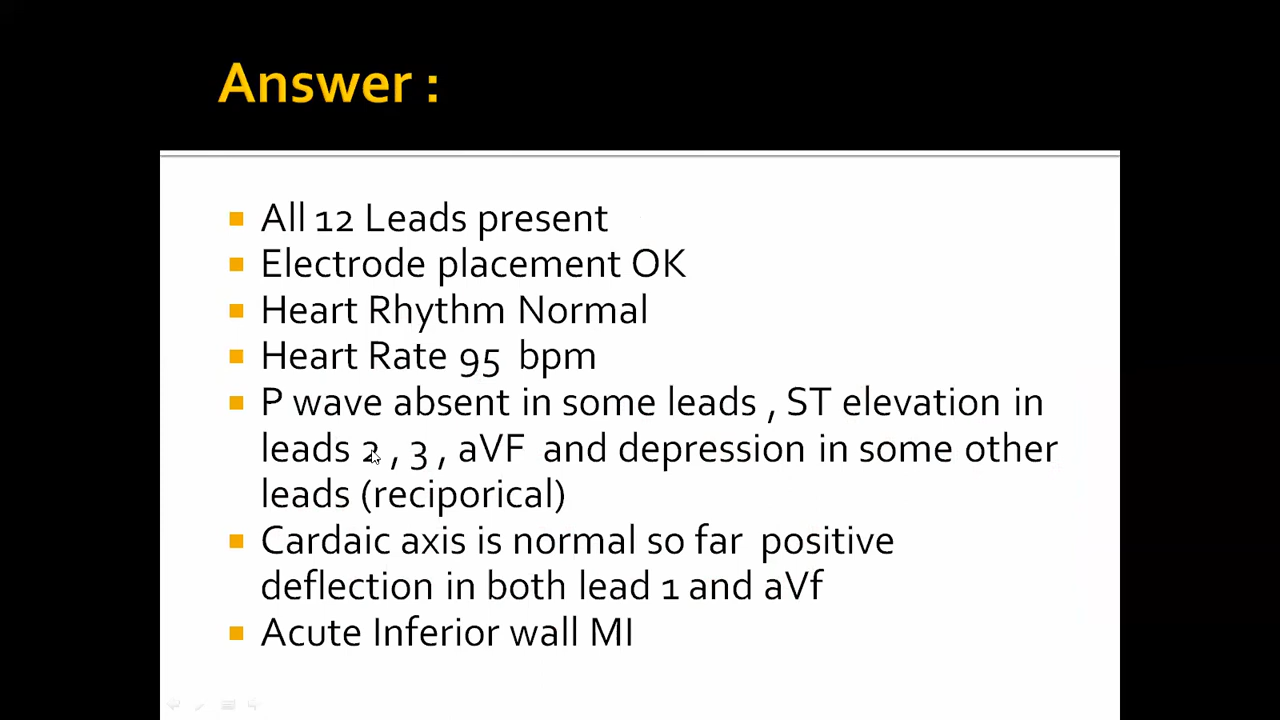 Answer :
All 12 Leads present
Electrode placement OK
Heart Rhythm Normal
Heart Rate 95 bpm
P wave absent in some leads , ST elevation in
leads 2 , 3 , aVF and depression in some other
leads (reciporical)
Cardaic axis is normal so far positive
deflection in both lead 1 and aVf
Acute Inferior wall MI